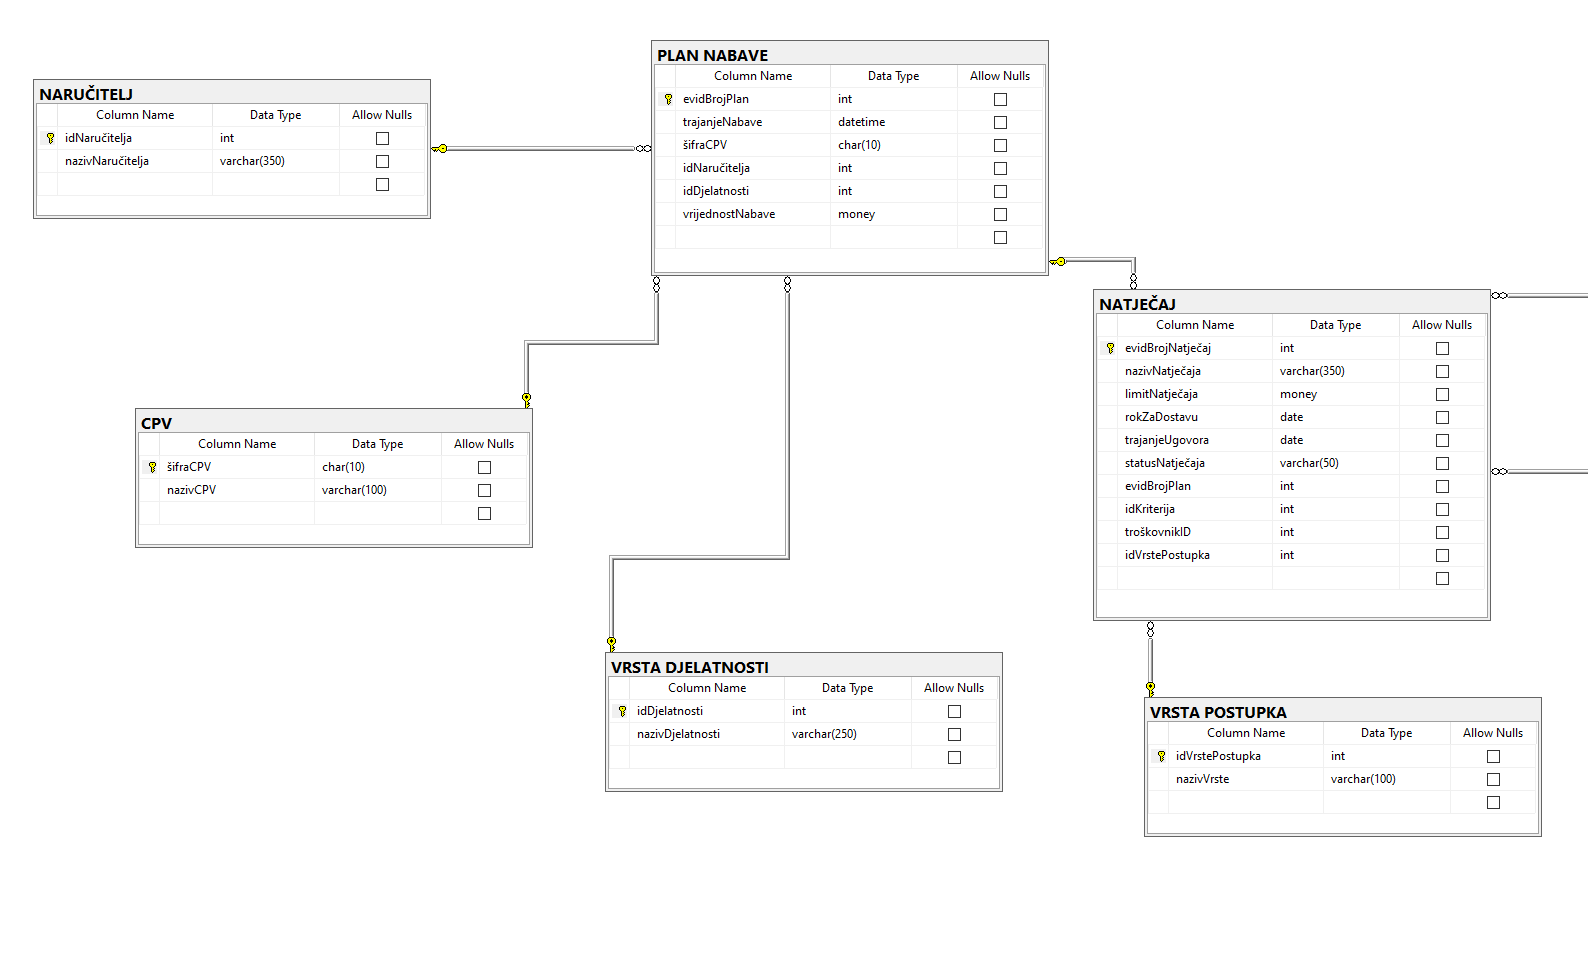 NARUČITELJ
Column Name Data Type Allow Nulls
idNaručitelja int
nazivNaručitelja varchar(350)
PLAN NABAVE
Column Name Data Type Allow Nulls
evidBrojPlan int
trajanjeNabave datetime
šifraCPV char(10)
idNaručitelja int
idDjelatnosti int
vrijednostNabave money
NATJEČAJ
Column Name Data Type Allow Nulls
evidBrojNatječaj int
nazivNatječaja varchar(350)
limitNatječaja money
rokZaDostavu date
trajanjeUgovora date
statusNatječaja varchar(50)
evidBrojPlan int
idKriterija int
troškovnikID int
idVrstePostupka int
CPV
Column Name Data Type Allow Nulls
šifraCPV char(10)
nazivCPV varchar(100)
VRSTA DJELATNOSTI
Column Name Data Type Allow Nulls
idDjelatnosti int
nazivDjelatnosti varchar(250)
VRSTA POSTUPKA
Column Name Data Type Allow Nulls
idVrstePostupka int
nazivVrste varchar(100)